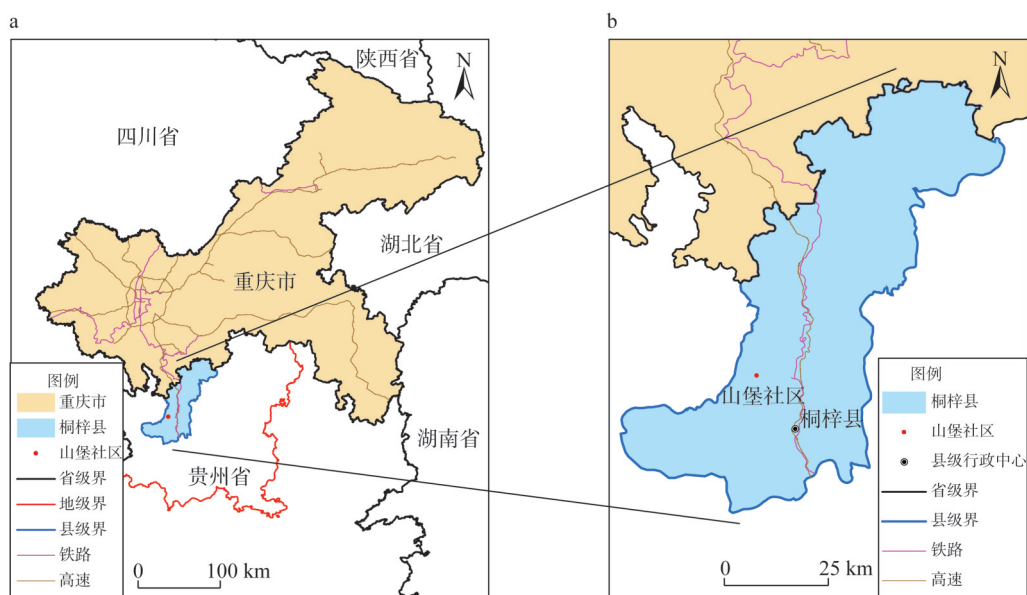 a
陕西省
N
四川省
湖北省
重庆市
湖南省
贵州省
图例
重庆市
桐梓县
山堡社区
省级界
地级界
县级界
铁路
高速
0 100 km
b
N
山堡社区
桐梓县
图例
桐梓县
山堡社区
县级行政中心
省级界
县级界
铁路
高速
0 25 km